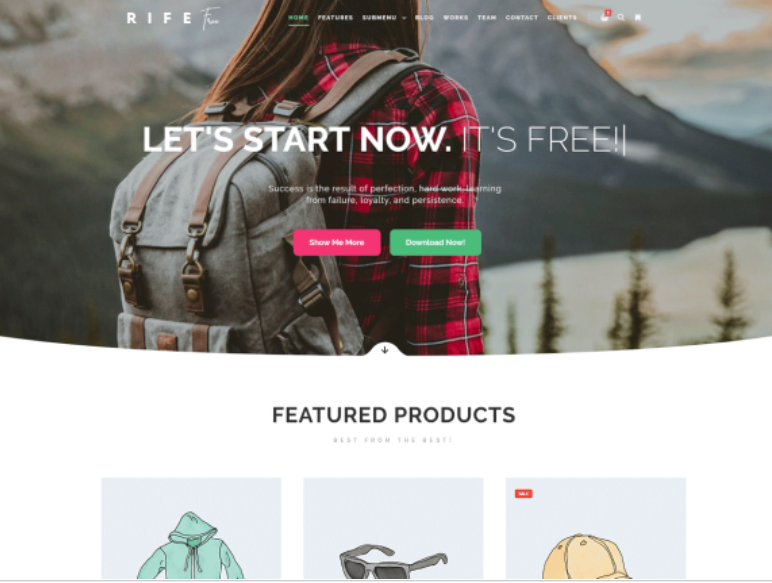 RIFE Free
HOME FEATURES SUBMENU BLOG WORKS TEAM CONTACT CLIENTS
LET'S START NOW. IT'S FREE!|
Success is the result of perfection, hard work, learning
from failure, loyalty, and persistence.
Show Me More
Download Now!
FEATURED PRODUCTS
BEST FROM THE BEST!
SALE!